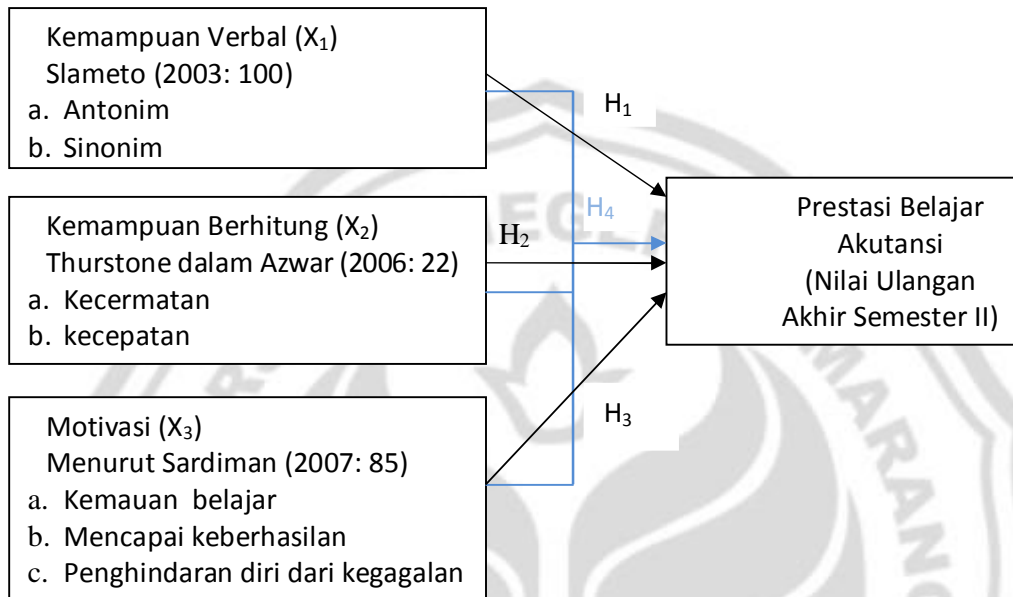 Kemampuan Verbal (X₁)
Slameto (2003: 100)
a. Antonim
b. Sinonim
Kemampuan Berhitung (X₂)
Thurstone dalam Azwar (2006: 22)
a. Kecermatan
b. kecepatan
Motivasi (X₃)
Menurut Sardiman (2007: 85)
a. Kemauan belajar
b. Mencapai keberhasilan
c. Penghindaran diri dari kegagalan
H₁
H₄
H₂
H₃
Prestasi Belajar
Akutansi
(Nilai Ulangan
Akhir Semester II)